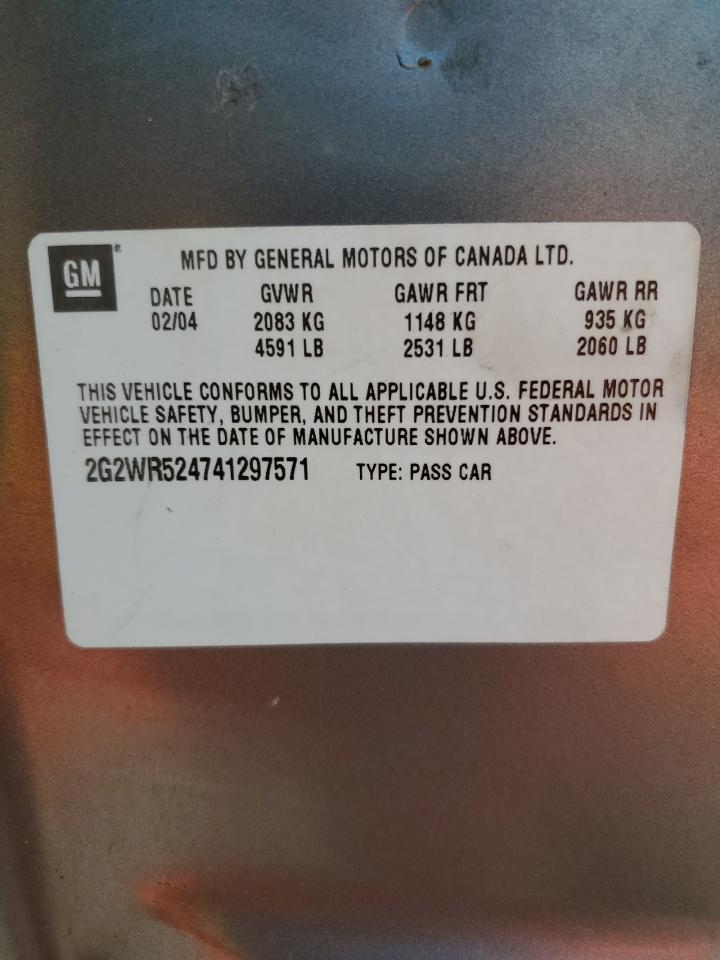 GM®
MFD BY GENERAL MOTORS OF CANADA LTD.
DATE GVWR GAWR FRT GAWR RR
02/04 2083 KG 1148 KG 935 KG
4591 LB 2531 LB 2060 LB
THIS VEHICLE CONFORMS TO ALL APPLICABLE U.S. FEDERAL MOTOR
VEHICLE SAFETY, BUMPER, AND THEFT PREVENTION STANDARDS IN
EFFECT ON THE DATE OF MANUFACTURE SHOWN ABOVE.
2G2WR524741297571 TYPE: PASS CAR